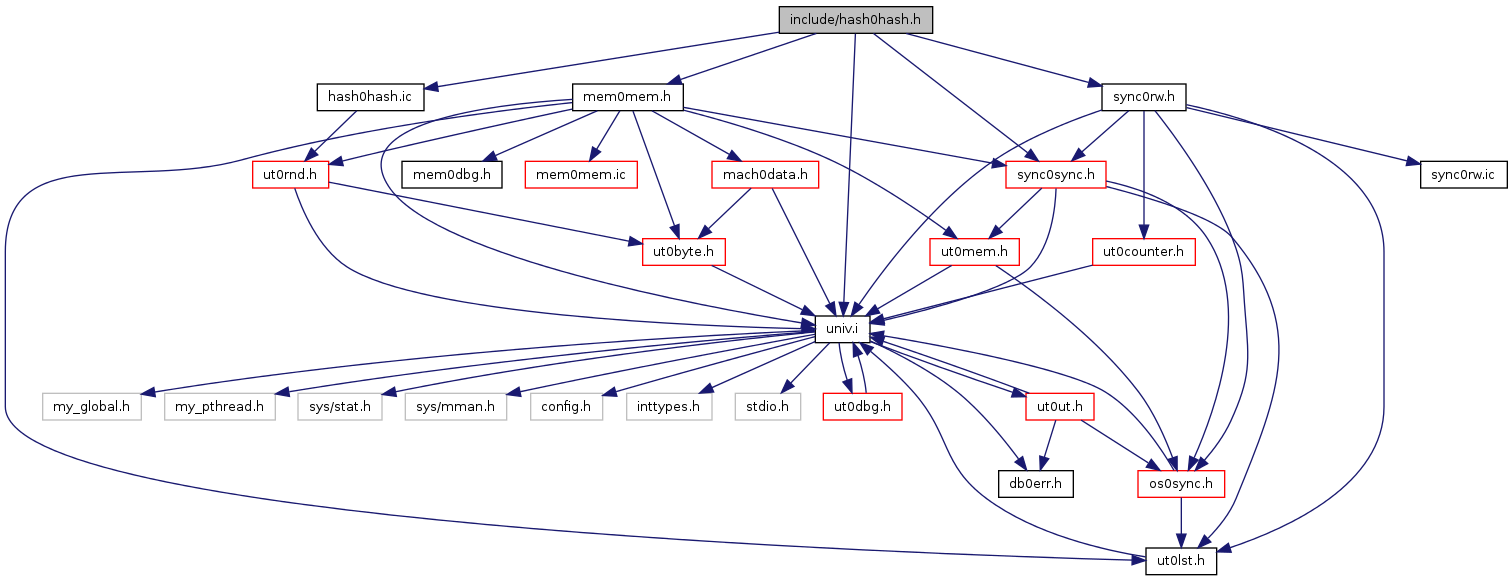 include/hash0hash.h
hash0hash.ic
mem0mem.h
sync0rw.h
ut0rnd.h
mem0dbg.h
mem0mem.ic
mach0data.h
sync0sync.h
sync0rw.ic
ut0byte.h
ut0mem.h
ut0counter.h
univ.i
my_global.h
my_pthread.h
sys/stat.h
sys/mman.h
config.h
inttypes.h
stdio.h
ut0dbg.h
ut0ut.h
db0err.h
os0sync.h
ut0lst.h